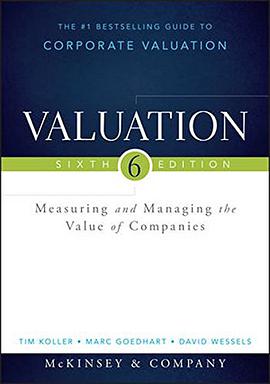 THE #1 BESTSELLING GUIDE TO
CORPORATE VALUATION
VALUATION
SIXTH 6 EDITION
Measuring and Managing the
Value of Companies
TIM KOLLER • MARC GOEDHART • DAVID WESSELS
McKINSEY & COMPANY